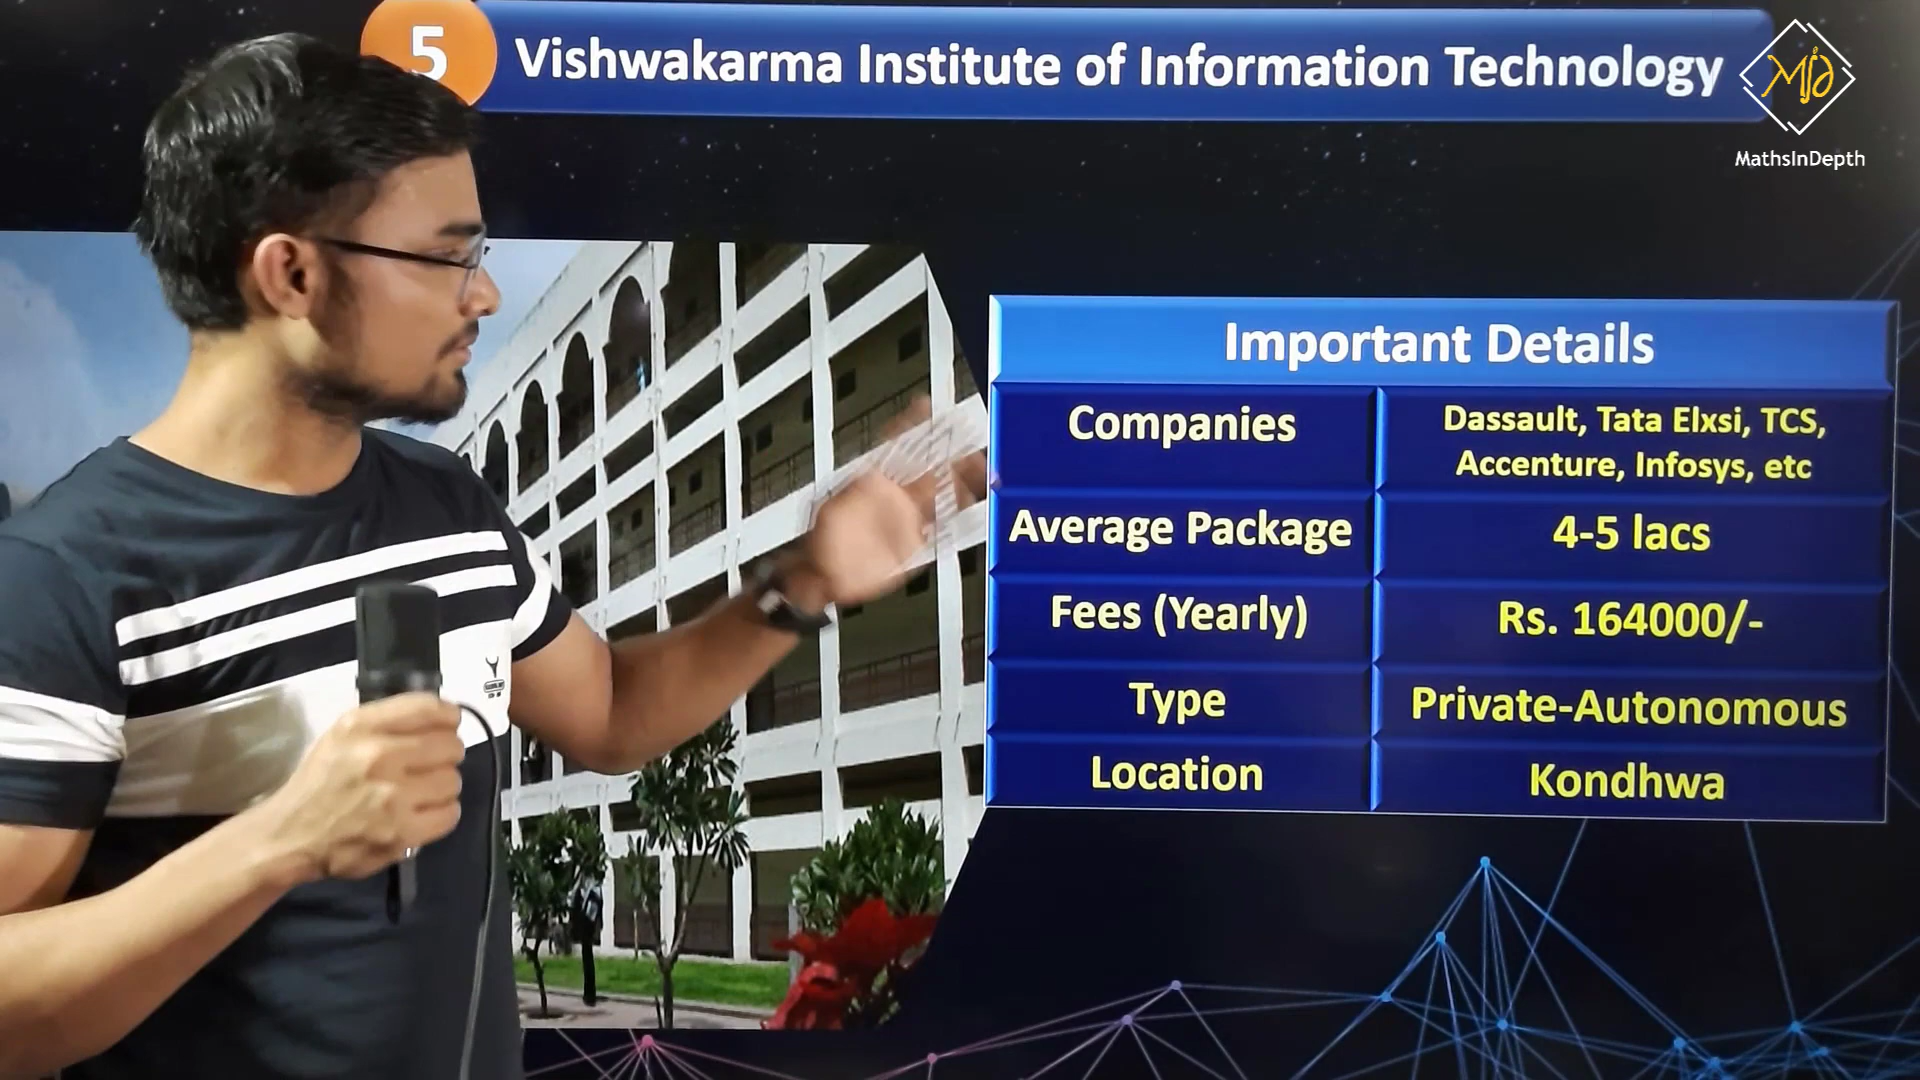 5
Vishwakarma Institute of Information Technology
MathsInDepth
Important Details
Companies
Dassault, Tata Elxsi, TCS,
Accenture, Infosys, etc
Average Package
4-5 lacs
Fees (Yearly)
Rs. 164000/-
Type
Private-Autonomous
Location
Kondhwa